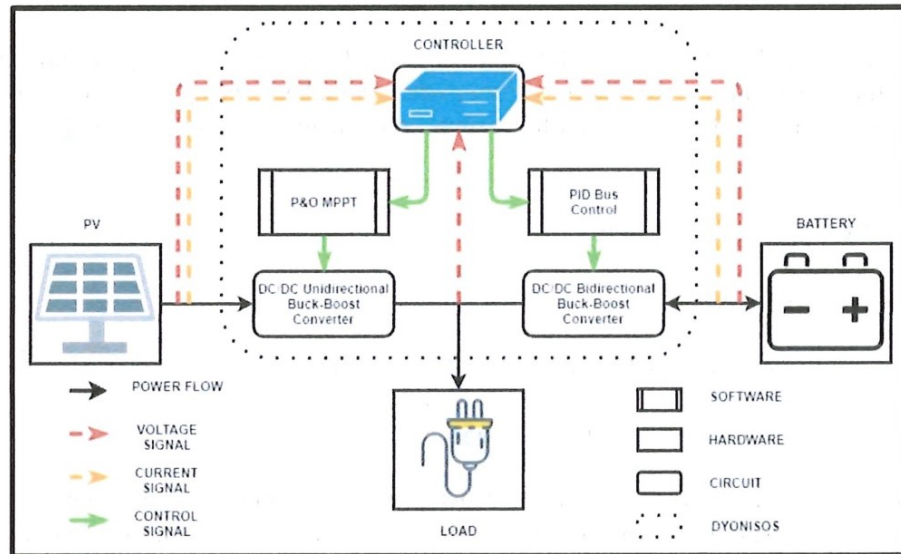 CONTROLLER
P&O MPPT
PID Bus
Control
PV
BATTERY
DC/DC Unidirectional
Buck-Boost
Converter
DC/DC Bidirectional
Buck-Boost
Converter
POWER FLOW
VOLTAGE
SIGNAL
CURRENT
SIGNAL
CONTROL
SIGNAL
LOAD
SOFTWARE
HARDWARE
CIRCUIT
DYONISOS